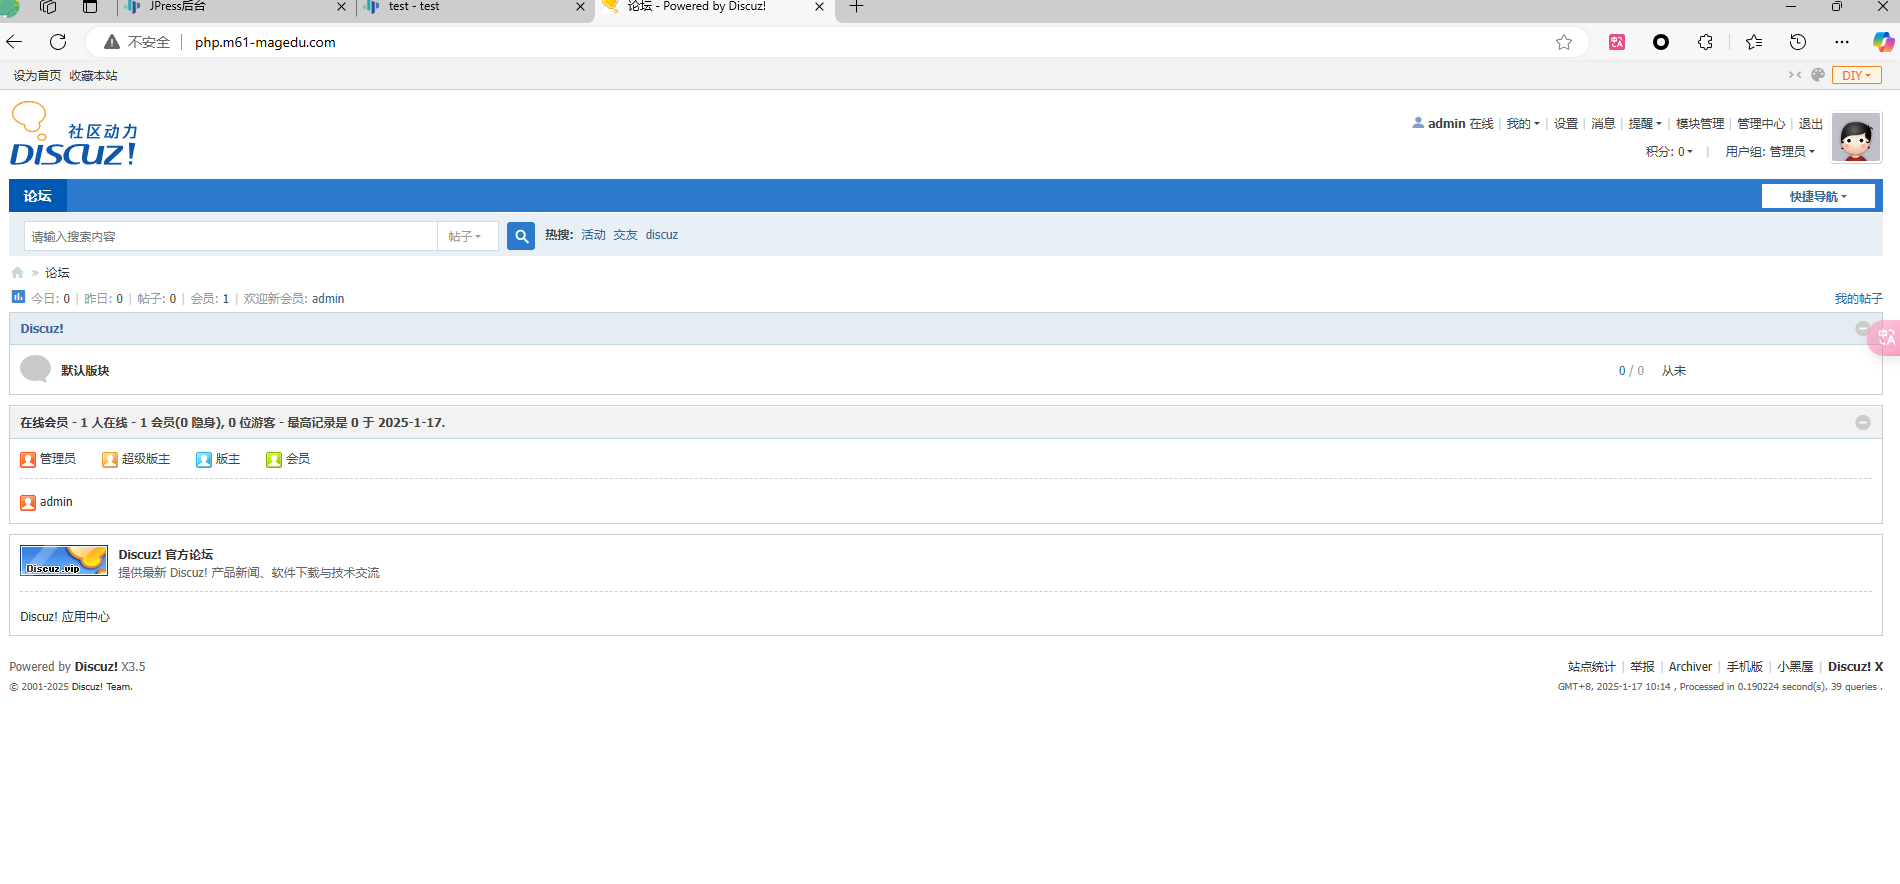 JPress后台
test - test
论坛 - Powered by Discuz!
不安全 php.m61-magedu.com
设为首页 收藏本站
DIY
社区动力
DISCUZ!
admin 在线 | 我的 | 设置 | 消息 | 提醒 | 模块管理 | 管理中心 | 退出
积分: 0 | 用户组: 管理员
论坛
快捷导航
请输入搜索内容 帖子 热搜: 活动 交友 discuz
» 论坛
今日: 0 | 昨日: 0 | 帖子: 0 | 会员: 1 | 欢迎新会员: admin
我的帖子
Discuz!
默认版块 0 / 0 从未
在线会员 - 1 人在线 - 1 会员(0 隐身), 0 位游客 - 最高记录是 0 于 2025-1-17.
管理员 超级版主 版主 会员
admin
Discuz.vip
Discuz! 官方论坛
提供最新 Discuz! 产品新闻、软件下载与技术交流
Discuz! 应用中心
Powered by Discuz! X3.5
© 2001-2025 Discuz! Team.
站点统计 | 举报 | Archiver | 手机版 | 小黑屋 | Discuz! X
GMT+8, 2025-1-17 10:14 , Processed in 0.190224 second(s), 39 queries .